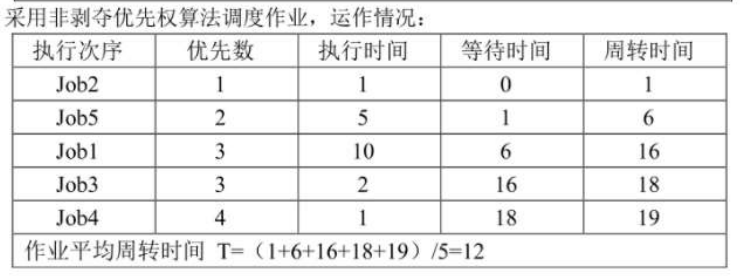 采用非剥夺优先权算法调度作业，运作情况：
执行次序 优先数 执行时间 等待时间 周转时间
Job2 1 1 0 1
Job5 2 5 1 6
Job1 3 10 6 16
Job3 3 2 16 18
Job4 4 1 18 19
作业平均周转时间 T=（1+6+16+18+19）/5=12